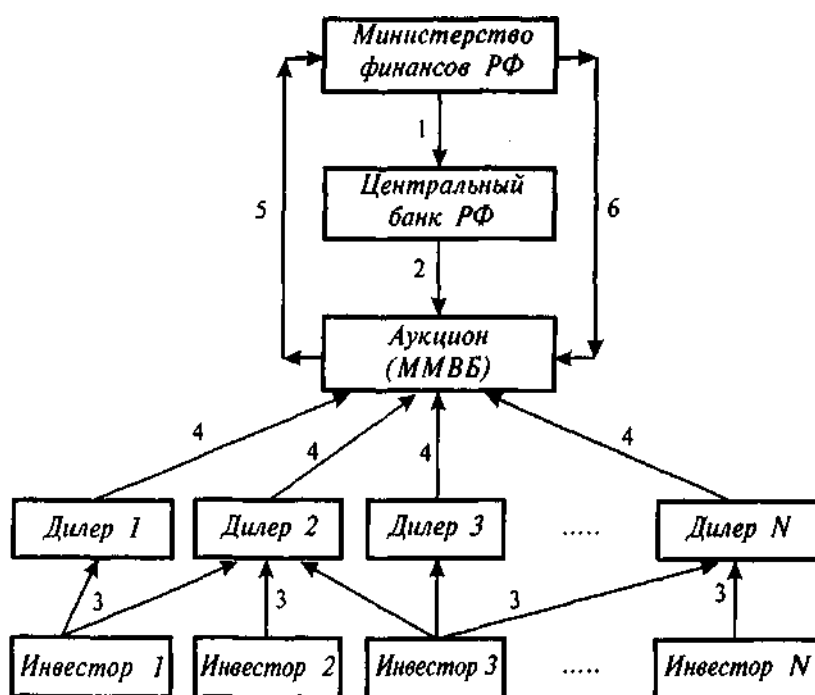 Министерство
финансов РФ
1
Центральный
банк РФ
5
6
2
Аукцион
(ММВБ)
4
4
4
4
Дилер 1
Дилер 2
Дилер 3
.....
Дилер N
3
3
3
3
Инвестор 1
Инвестор 2
Инвестор 3
.....
Инвестор N